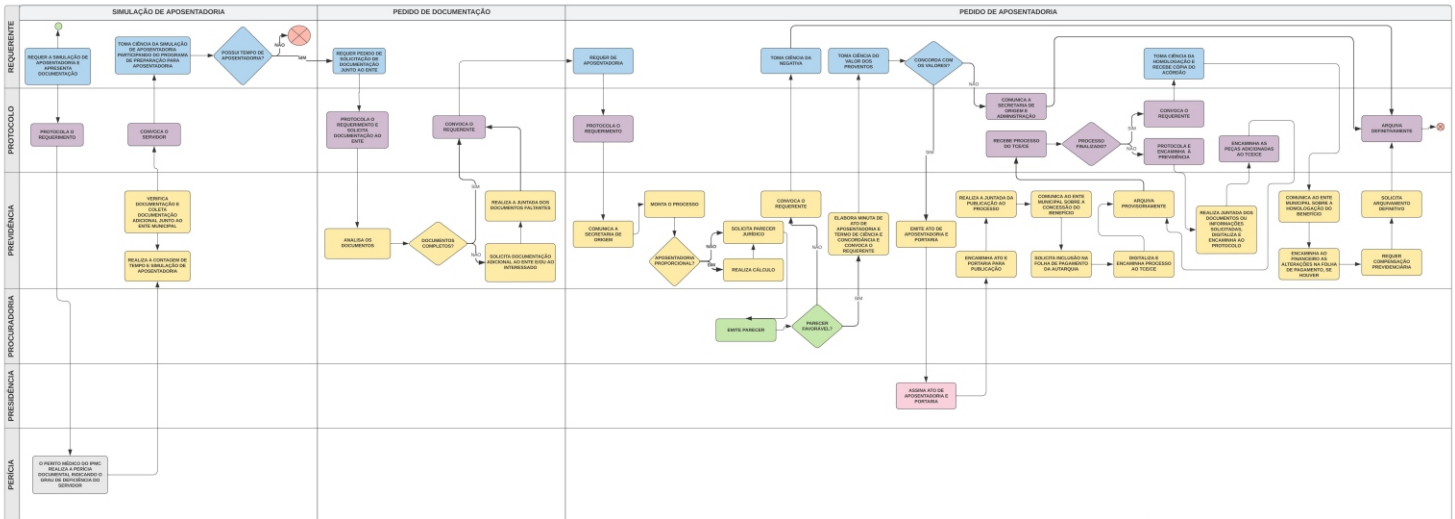 SIMULAÇÃO DE APOSENTADORIA
PEDIDO DE DOCUMENTAÇÃO
PEDIDO DE APOSENTADORIA
REQUERENTE
REQUER A SIMULAÇÃO DE
APOSENTADORIA E
APRESENTA
DOCUMENTAÇÃO
TOMA CIÊNCIA DA SIMULAÇÃO
DE APOSENTADORIA
PARTICIPANDO DO PROGRAMA
DE PREPARAÇÃO PARA
APOSENTADORIA
POSSUI TEMPO DE
APOSENTADORIA?
NÃO
SIM
REQUER PEDIDO DE
SOLICITAÇÃO DE
DOCUMENTAÇÃO
JUNTO AO ENTE
REQUER DE
APOSENTADORIA
TOMA CIÊNCIA DA
NEGATIVA
TOMA CIÊNCIA DO
VALOR DOS
PROVENTOS
CONCORDA COM
OS VALORES?
NÃO
SIM
TOMA CIÊNCIA DA
HOMOLOGAÇÃO E
RECEBE CÓPIA DO
ACÓRDÃO
PROTOCOLO
PROTOCOLA O
REQUERIMENTO
CONVOCA O
SERVIDOR
PROTOCOLA O
REQUERIMENTO E
SOLICITA
DOCUMENTAÇÃO AO
ENTE
CONVOCA O
REQUERENTE
PROTOCOLA O
REQUERIMENTO
COMUNICA A
SECRETARIA DE
ORIGEM E
ADMINISTRAÇÃO
RECEBE PROCESSO
DO TCE/CE
PROCESSO
FINALIZADO?
SIM
NÃO
CONVOCA O
REQUERENTE
PROTOCOLA E
ENCAMINHA À
PREVIDÊNCIA
ENCAMINHA AS
PEÇAS ADICIONADAS,
AO TCE/CE
ARQUIVA
DEFINITIVAMENTE
PREVIDÊNCIA
VERIFICA
DOCUMENTAÇÃO E
COLETA
DOCUMENTAÇÃO
ADICIONAL JUNTO AO
ENTE MUNICIPAL
REALIZA A CONTAGEM DE
TEMPO E SIMULAÇÃO DE
APOSENTADORIA
ANALISA OS
DOCUMENTOS
DOCUMENTOS
COMPLETOS?
SIM
NÃO
REALIZA A JUNTADA DOS
DOCUMENTOS FALTANTES
SOLICITA DOCUMENTAÇÃO
ADICIONAL AO ENTE E/OU AO
INTERESSADO
COMUNICA A
SECRETARIA DE
ORIGEM
MONTA O PROCESSO
APOSENTADORIA
PROPORCIONAL?
NÃO
SIM
SOLICITA PARECER
JURÍDICO
REALIZA CÁLCULO
CONVOCA O
REQUERENTE
ELABORA MINUTA DE
ATO DE
APOSENTADORIA E
TERMO DE CIÊNCIA E
CONCORDÂNCIA E
CONVOCA O
REQUERENTE
EMITE ATO DE
APOSENTADORIA E
PORTARIA
REALIZA A JUNTADA DA
PUBLICAÇÃO AO
PROCESSO
ENCAMINHA ATO E
PORTARIA PARA
PUBLICAÇÃO
COMUNICA AO ENTE
MUNICIPAL SOBRE A
CONCESSÃO DO
BENEFÍCIO
SOLICITA INCLUSÃO NA
FOLHA DE PAGAMENTO
DA AUTARQUIA
ARQUIVA
PROVISORIAMENTE
DIGITALIZA E
ENCAMINHA PROCESSO
AO TCE/CE
REALIZA JUNTADA DOS
DOCUMENTOS OU
INFORMAÇÕES
SOLICITADAS,
DIGITALIZA E
ENCAMINHA AO
PROTOCOLO
COMUNICA AO ENTE
MUNICIPAL SOBRE A
HOMOLOGAÇÃO DO
BENEFÍCIO
ENCAMINHA AO
FINANCEIRO AS
ALTERAÇÕES NA FOLHA
DE PAGAMENTO, SE
HOUVER
SOLICITA
ARQUIVAMENTO
DEFINITIVO
REQUER
COMPENSAÇÃO
PREVIDENCIÁRIA
PROCURADORIA
EMITE PARECER
PARECER
FAVORÁVEL?
NÃO
SIM
PRESIDÊNCIA
ASSINA ATO DE
APOSENTADORIA E
PORTARIA
PERÍCIA
O PERITO MÉDICO DO IPMC
REALIZA A PERÍCIA
DOCUMENTAL INDICANDO O
GRAU DE DEFICIÊNCIA DO
SERVIDOR